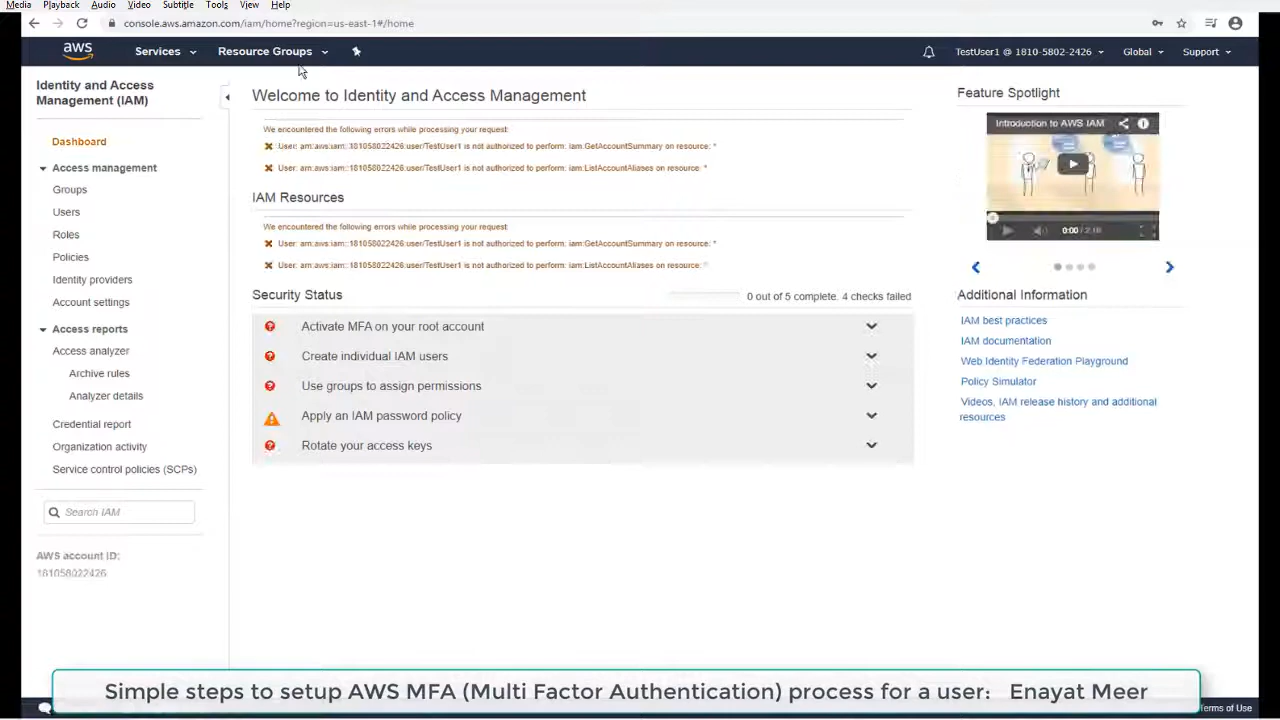 Media Playback Audio Video Subtitle Tools View Help
console.aws.amazon.com/iam/home?region=us-east-1#/home
aws Services Resource Groups TestUser1 @ 1810-5802-2426 Global Support
Identity and Access
Management (IAM)
Dashboard
Access management
Groups
Users
Roles
Policies
Identity providers
Account settings
Access reports
Access analyzer
Archive rules
Analyzer details
Credential report
Organization activity
Service control policies (SCPs)
Search IAM
AWS account ID:
181058022426
Welcome to Identity and Access Management
We encountered the following errors while processing your request:
User: arn:aws:iam::181058022426:user/TestUser1 is not authorized to perform: iam:GetAccountSummary on resource: *
User: arn:aws:iam::181058022426:user/TestUser1 is not authorized to perform: iam:ListAccountAliases on resource: *
IAM Resources
We encountered the following errors while processing your request:
User: arn:aws:iam::181058022426:user/TestUser1 is not authorized to perform: iam:GetAccountSummary on resource: *
User: arn:aws:iam::181058022426:user/TestUser1 is not authorized to perform: iam:ListAccountAliases on resource: *
Security Status 0 out of 5 complete. 4 checks failed
Activate MFA on your root account
Create individual IAM users
Use groups to assign permissions
Apply an IAM password policy
Rotate your access keys
Feature Spotlight
Introduction to AWS IAM
0:00 / 2:16
Additional Information
IAM best practices
IAM documentation
Web Identity Federation Playground
Policy Simulator
Videos, IAM release history and additional
resources
Simple steps to setup AWS MFA (Multi Factor Authentication) process for a user: Enayat Meer
Terms of Use